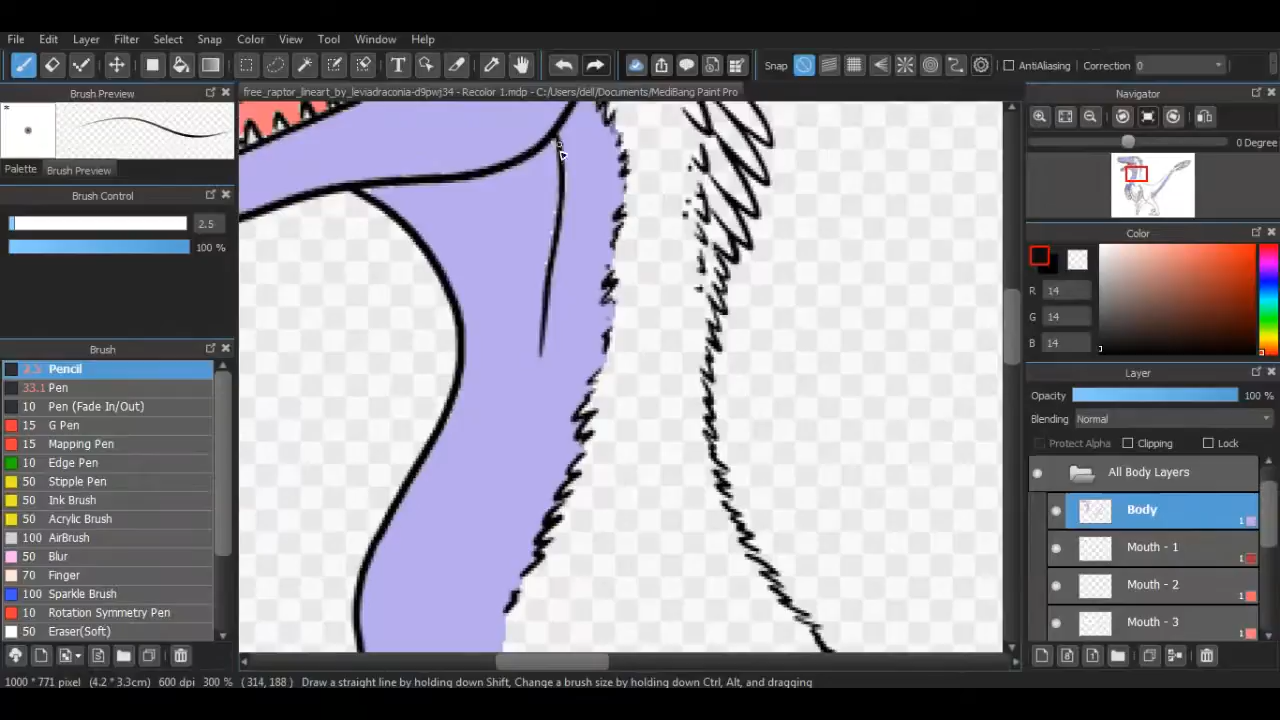 File Edit Layer Filter Select Snap Color View Tool Window Help
Snap AntiAliasing Correction 0
Brush Preview
free_raptor_lineart_by_leviadraconia-d9pwj34 - Recolor 1.mdp - C:/Users/dell/Documents/MediBang Paint Pro
Navigator
*
Palette Brush Preview
0 Degree
Brush Control
2.5
100 %
Color
R 14
G 14
B 14
Brush
Pencil
33.1 Pen
10 Pen (Fade In/Out)
15 G Pen
15 Mapping Pen
10 Edge Pen
50 Stipple Pen
50 Ink Brush
50 Acrylic Brush
100 AirBrush
50 Blur
70 Finger
100 Sparkle Brush
10 Rotation Symmetry Pen
50 Eraser(Soft)
Layer
Opacity 100 %
Blending Normal
Protect Alpha Clipping Lock
All Body Layers
Body
1
Mouth - 1
1
Mouth - 2
1
Mouth - 3
1
1000 * 771 pixel (4.2 * 3.3cm) 600 dpi 300 % ( 314, 188 ) Draw a straight line by holding down Shift, Change a brush size by holding down Ctrl, Alt, and dragging